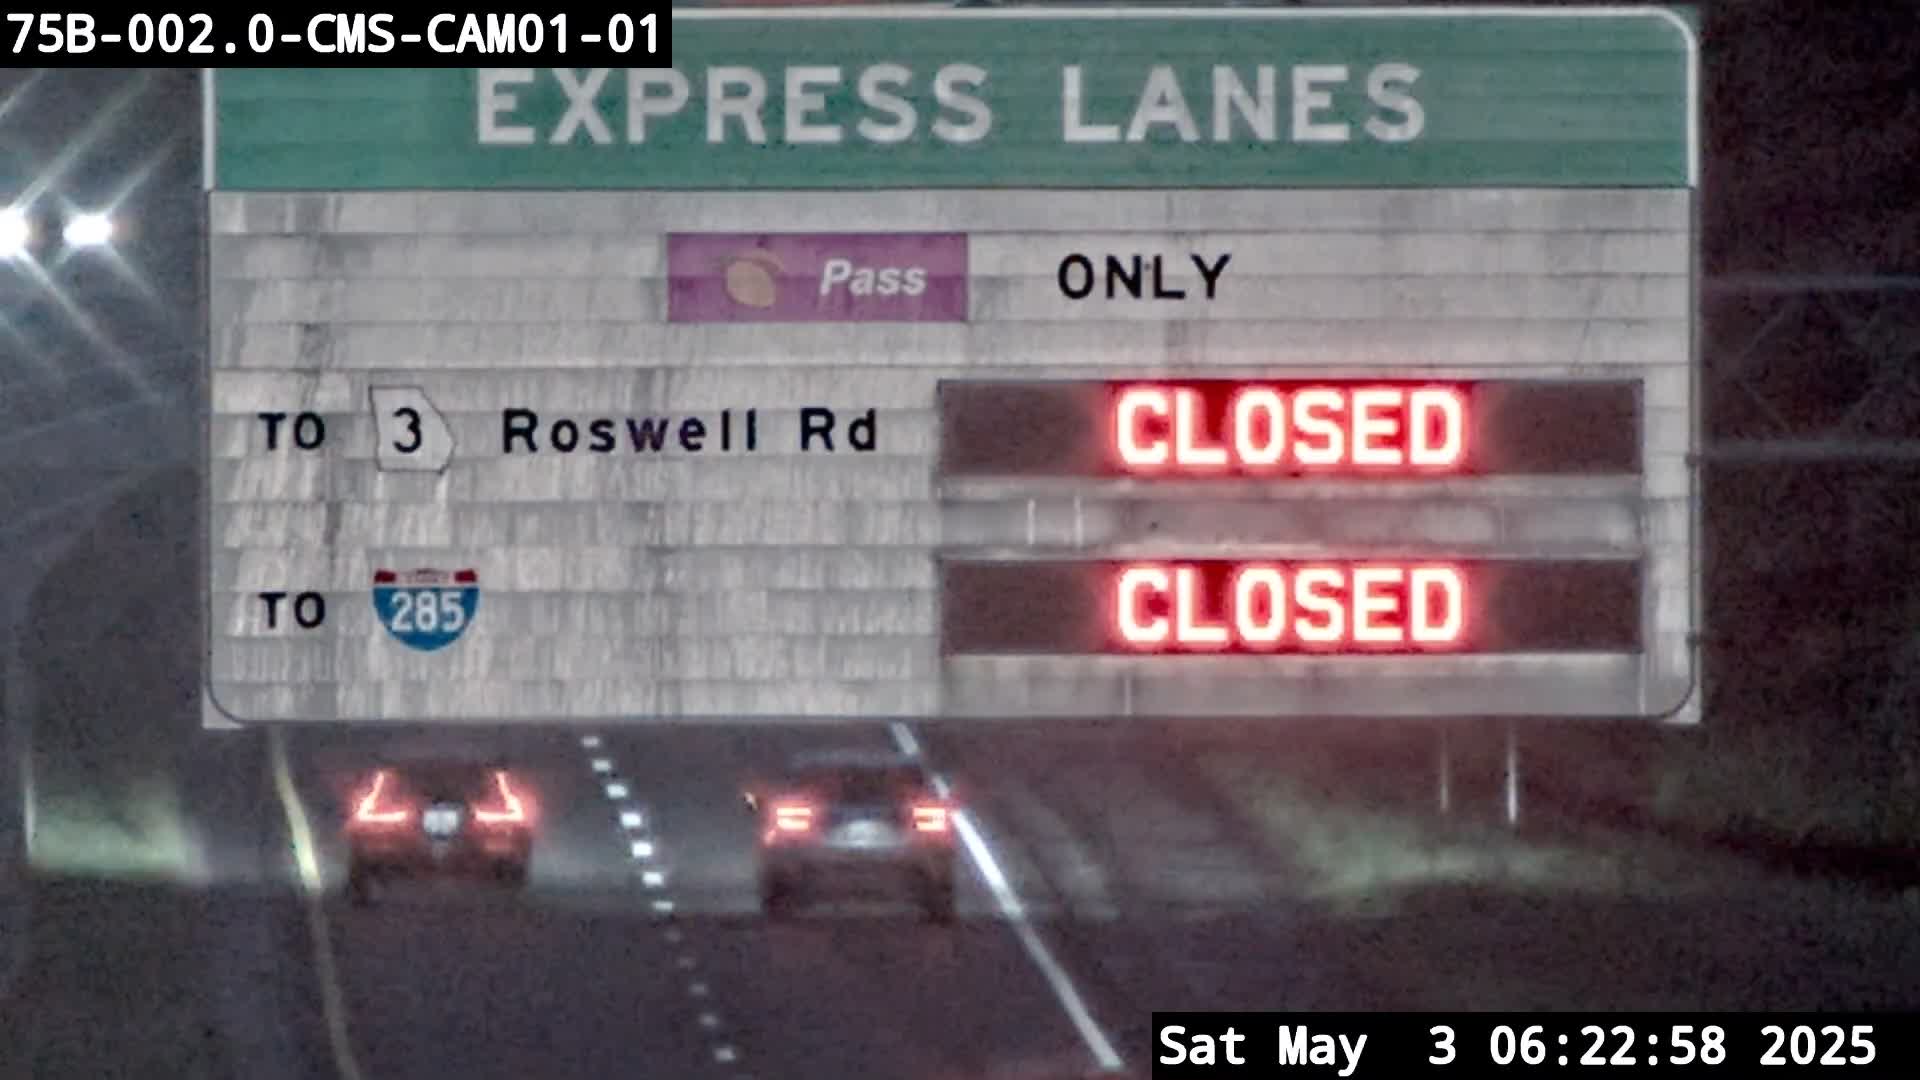 75B-002.0-CMS-CAM01-01
EXPRESS LANES
Pass ONLY
TO 3 Roswell Rd CLOSED
TO 285 CLOSED
Sat May 3 06:22:58 2025